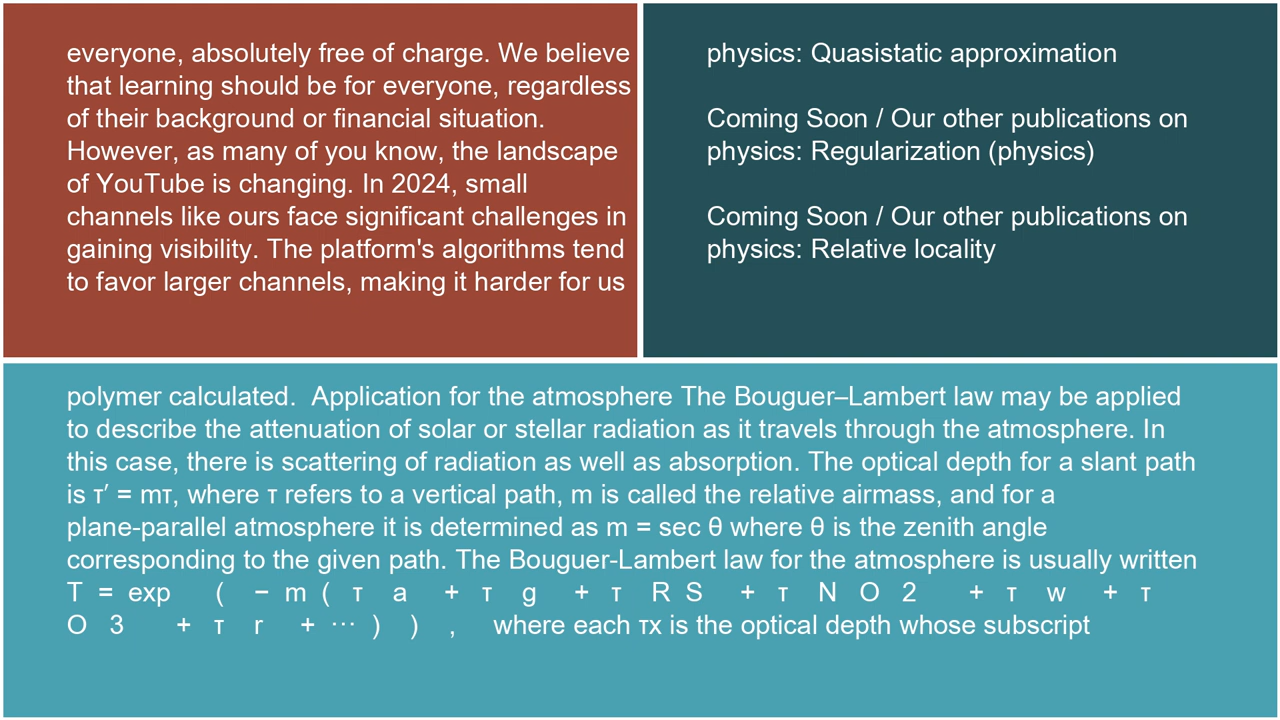 everyone, absolutely free of charge. We believe
that learning should be for everyone, regardless
of their background or financial situation.
However, as many of you know, the landscape
of YouTube is changing. In 2024, small
channels like ours face significant challenges in
gaining visibility. The platform's algorithms tend
to favor larger channels, making it harder for us
physics: Quasistatic approximation
Coming Soon / Our other publications on
physics: Regularization (physics)
Coming Soon / Our other publications on
physics: Relative locality
polymer calculated.  Application for the atmosphere The Bouguer–Lambert law may be applied
to describe the attenuation of solar or stellar radiation as it travels through the atmosphere. In
this case, there is scattering of radiation as well as absorption. The optical depth for a slant path
is τ′ = mτ, where τ refers to a vertical path, m is called the relative airmass, and for a
plane-parallel atmosphere it is determined as m = sec θ where θ is the zenith angle
corresponding to the given path. The Bouguer-Lambert law for the atmosphere is usually written
T = exp ( − m ( τ a + τ g + τ R S + τ N O 2 + τ w + τ
O 3 + τ r + ⋯ ) ) , where each τx is the optical depth whose subscript